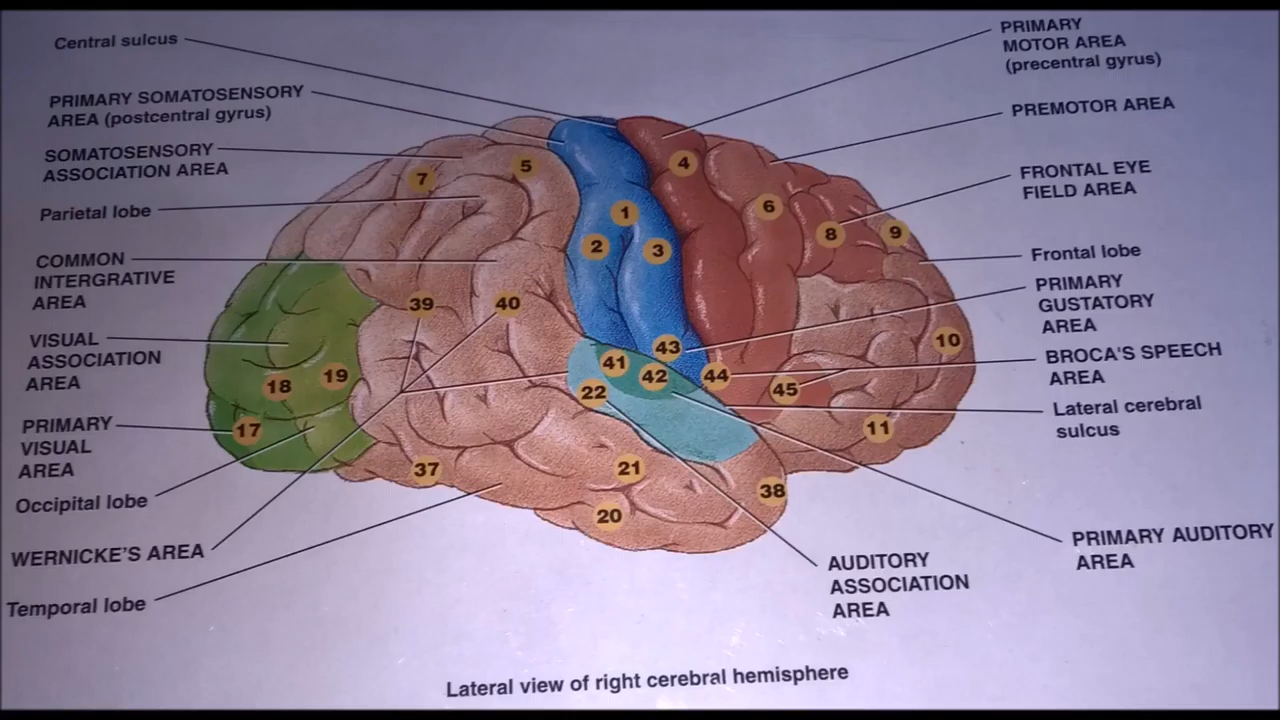 Central sulcus
PRIMARY SOMATOSENSORY
AREA (postcentral gyrus)
SOMATOSENSORY
ASSOCIATION AREA
Parietal lobe
COMMON
INTERGRATIVE
AREA
VISUAL
ASSOCIATION
AREA
PRIMARY
VISUAL
AREA
Occipital lobe
WERNICKE'S AREA
Temporal lobe
PRIMARY
MOTOR AREA
(precentral gyrus)
PREMOTOR AREA
FRONTAL EYE
FIELD AREA
Frontal lobe
PRIMARY
GUSTATORY
AREA
BROCA'S SPEECH
AREA
Lateral cerebral
sulcus
PRIMARY AUDITORY
AREA
AUDITORY
ASSOCIATION
AREA
7
5
4
1
6
2
3
8
9
39
40
43
10
41
42
44
45
18
19
22
17
11
37
21
38
20
Lateral view of right cerebral hemisphere